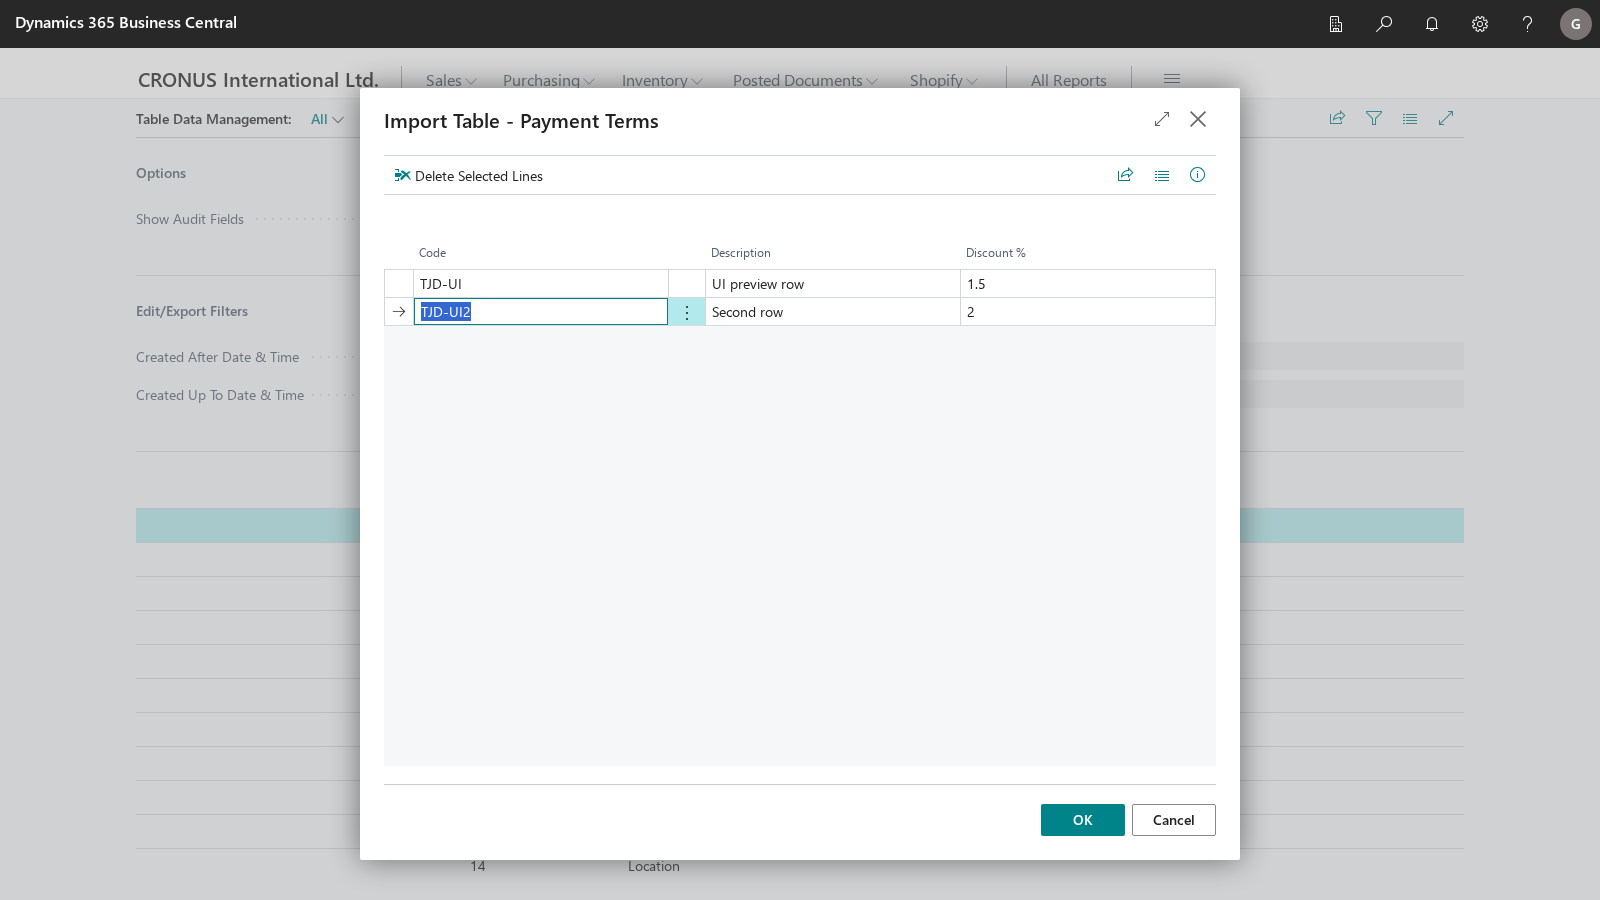 Dynamics 365 Business Central
G
CRONUS International Ltd.
Sales
Purchasing
Inventory
Posted Documents
Shopify
All Reports
Table Data Management:
All
Options
Show Audit Fields
Edit/Export Filters
Created After Date & Time
Created Up To Date & Time
Import Table - Payment Terms
Delete Selected Lines
Code Description Discount %
TJD-UI UI preview row 1.5
TJD-UI2 Second row 2
OK
Cancel
14 Location